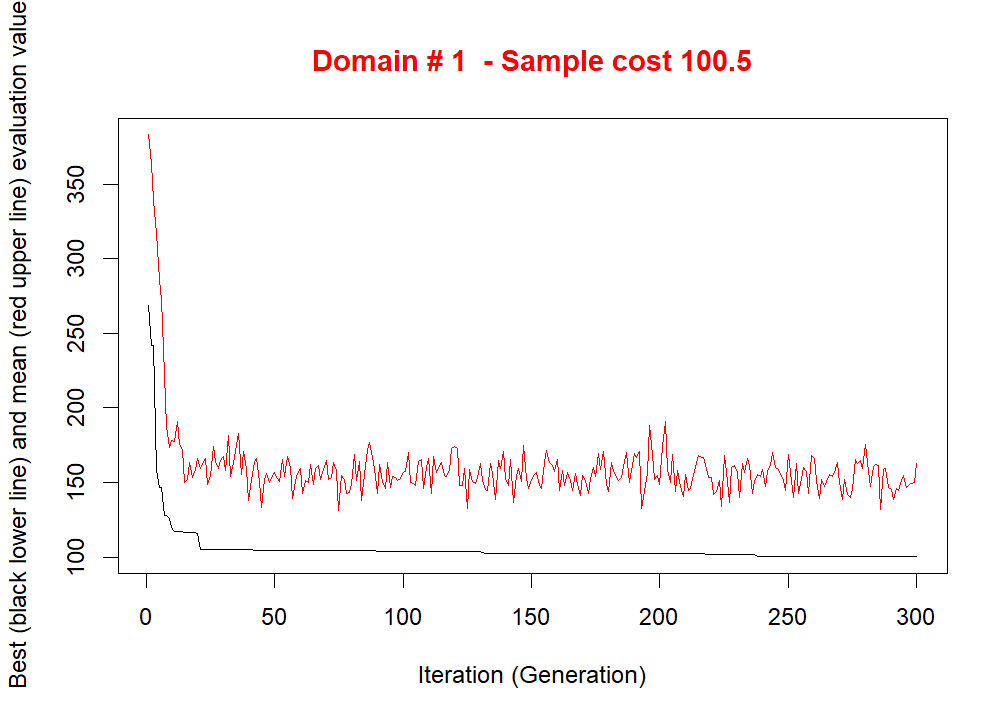 Domain # 1  - Sample cost 100.5
Best (black lower line) and mean (red upper line) evaluation value
350
300
250
200
150
100
0 50 100 150 200 250 300
Iteration (Generation)